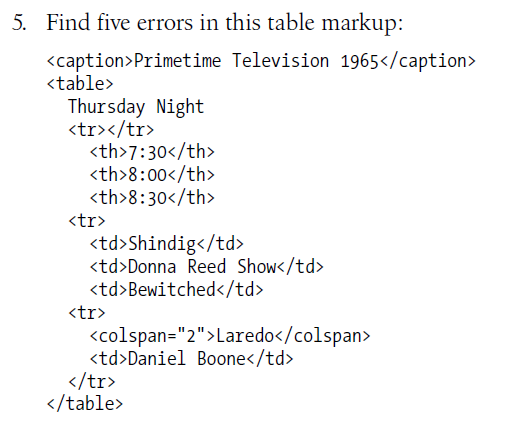 5. Find five errors in this table markup:
<caption>Primetime Television 1965</caption>
<table>
Thursday Night
<tr></tr>
<th>7:30</th>
<th>8:00</th>
<th>8:30</th>
<tr>
<td>Shindig</td>
<td>Donna Reed Show</td>
<td>Bewitched</td>
<tr>
<colspan="2">Laredo</colspan>
<td>Daniel Boone</td>
</tr>
</table>